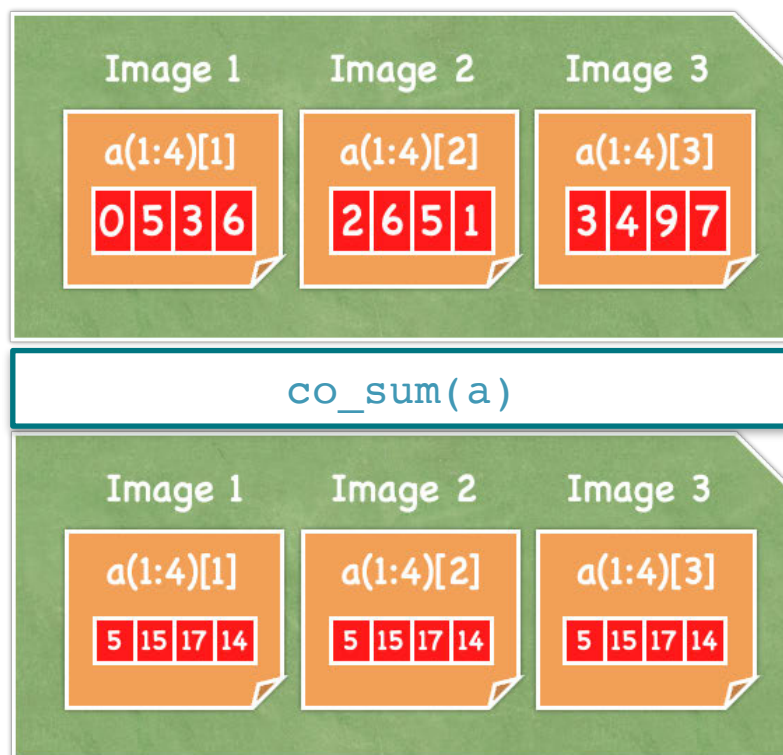 Image 1 Image 2 Image 3
a(1:4)[1] a(1:4)[2] a(1:4)[3]
0 5 3 6 2 6 5 1 3 4 9 7
co_sum(a)
Image 1 Image 2 Image 3
a(1:4)[1] a(1:4)[2] a(1:4)[3]
5 15 17 14 5 15 17 14 5 15 17 14